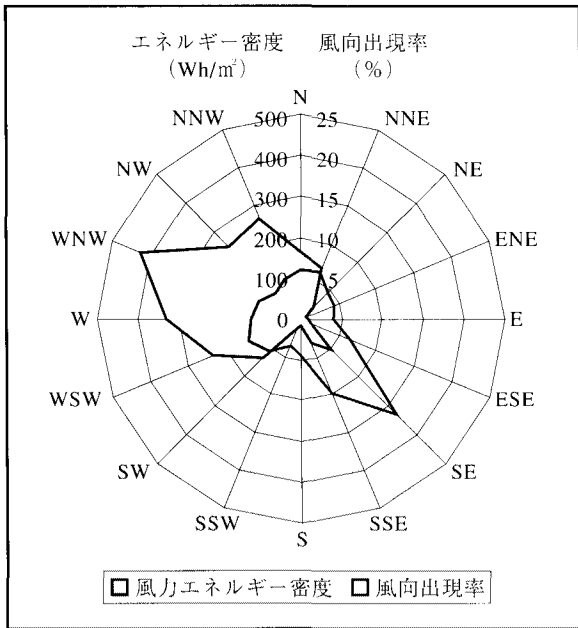 エネルギー密度 風向出現率
(Wh/m²) (%)
N
NNW 500 25 NNE
400 20
NW NE
300 15
WNW 200 10 ENE
100 5
W 0 E
WSW ESE
SW SE
SSW SSE
S
風力エネルギー密度 風向出現率